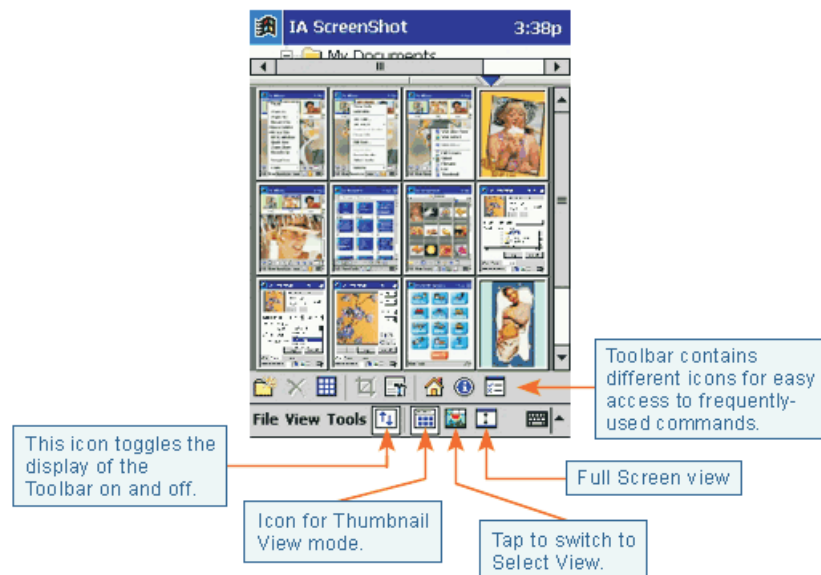 IA ScreenShot 3:38p
My Documents
Toolbar contains
different icons for easy
access to frequently-
used commands.
File View Tools
This icon toggles the
display of the
Toolbar on and off.
Full Screen view
Icon for Thumbnail
View mode.
Tap to switch to
Select View.